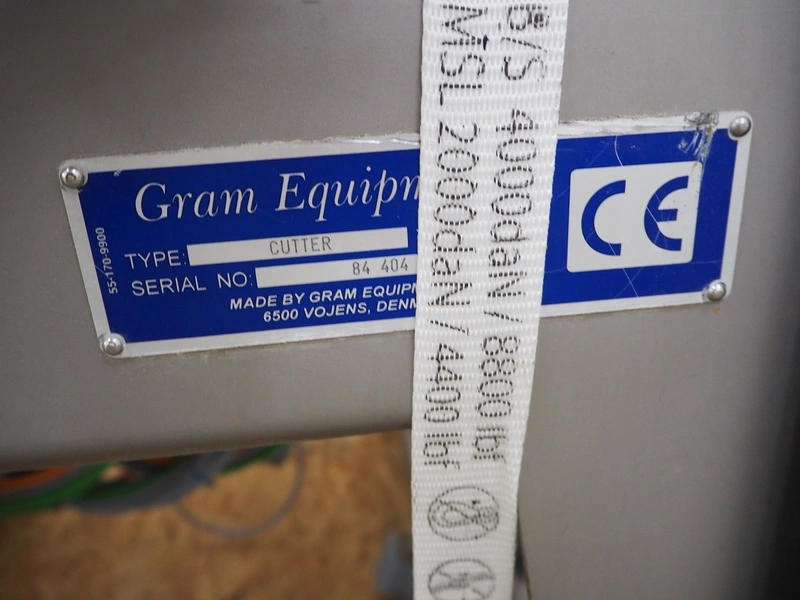 Gram Equipm
TYPE: CUTTER
SERIAL NO: 84 404
MADE BY GRAM EQUIPM
6500 VOJENS, DENM
55-170-9900
CE
B/S 4000daN / 8800 lbf
MSL 2000daN / 4400 lbf